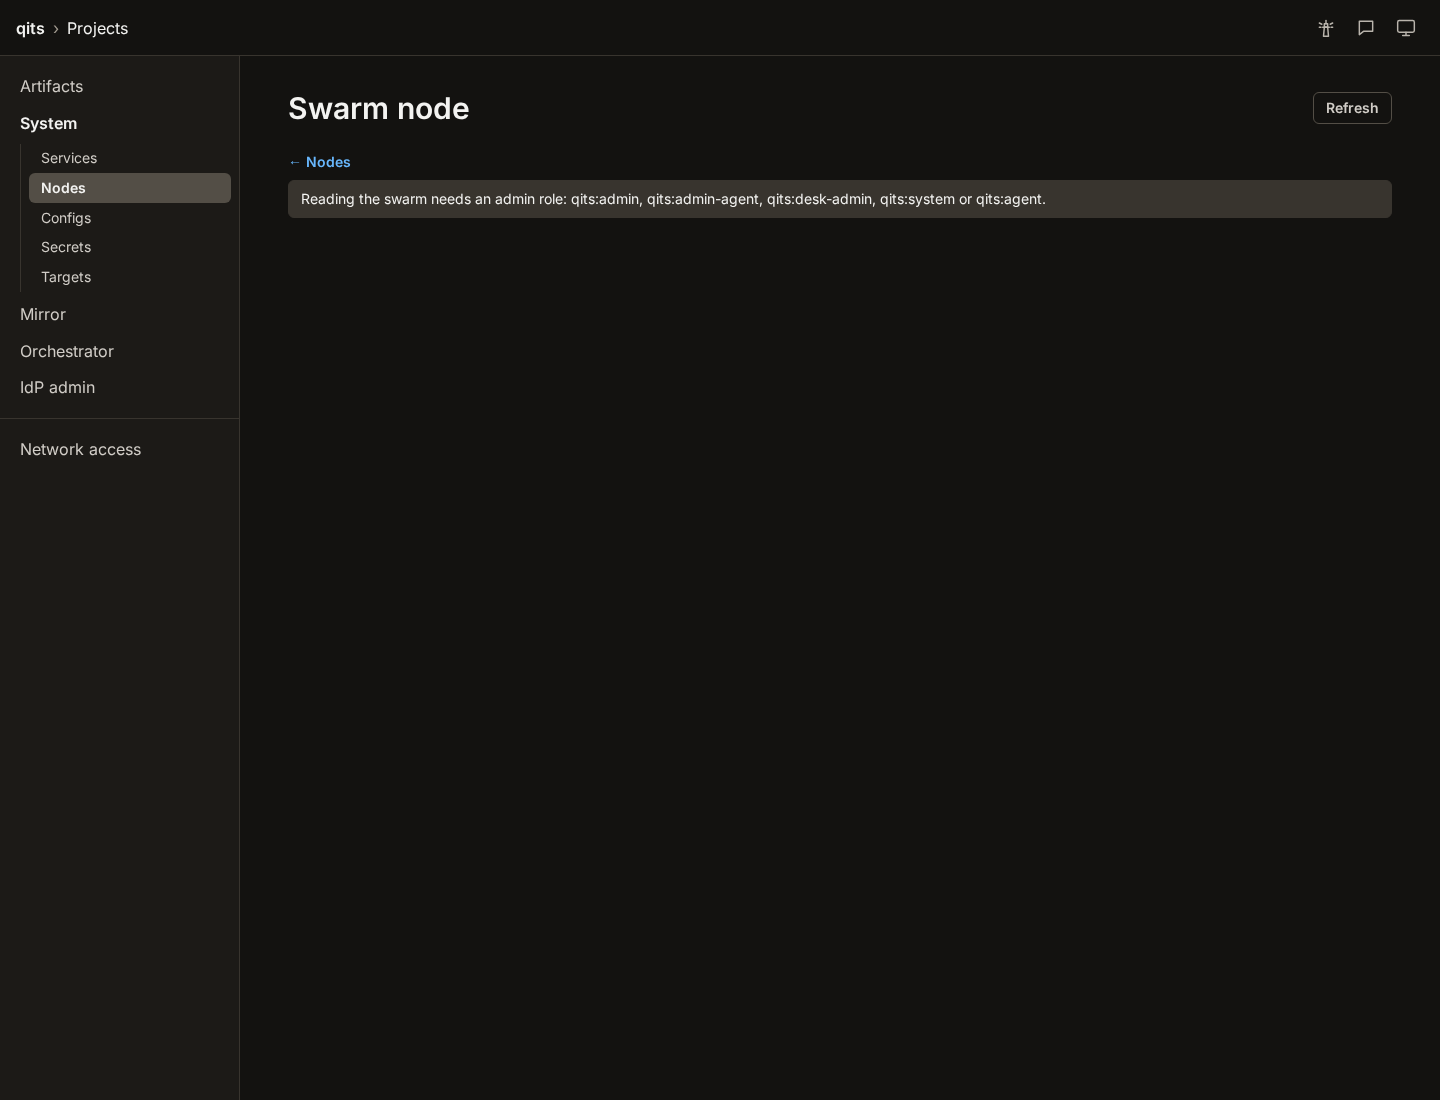 qits › Projects
Artifacts
System
Services
Nodes
Configs
Secrets
Targets
Mirror
Orchestrator
IdP admin
Network access
Swarm node
Refresh
← Nodes
Reading the swarm needs an admin role: qits:admin, qits:admin-agent, qits:desk-admin, qits:system or qits:agent.